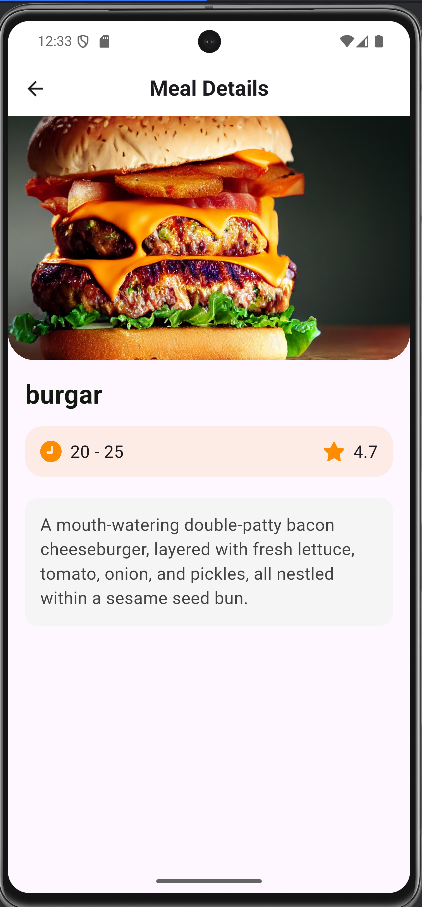 12:33
Meal Details
burgar
20 - 25
4.7
A mouth-watering double-patty bacon
cheeseburger, layered with fresh lettuce,
tomato, onion, and pickles, all nestled
within a sesame seed bun.